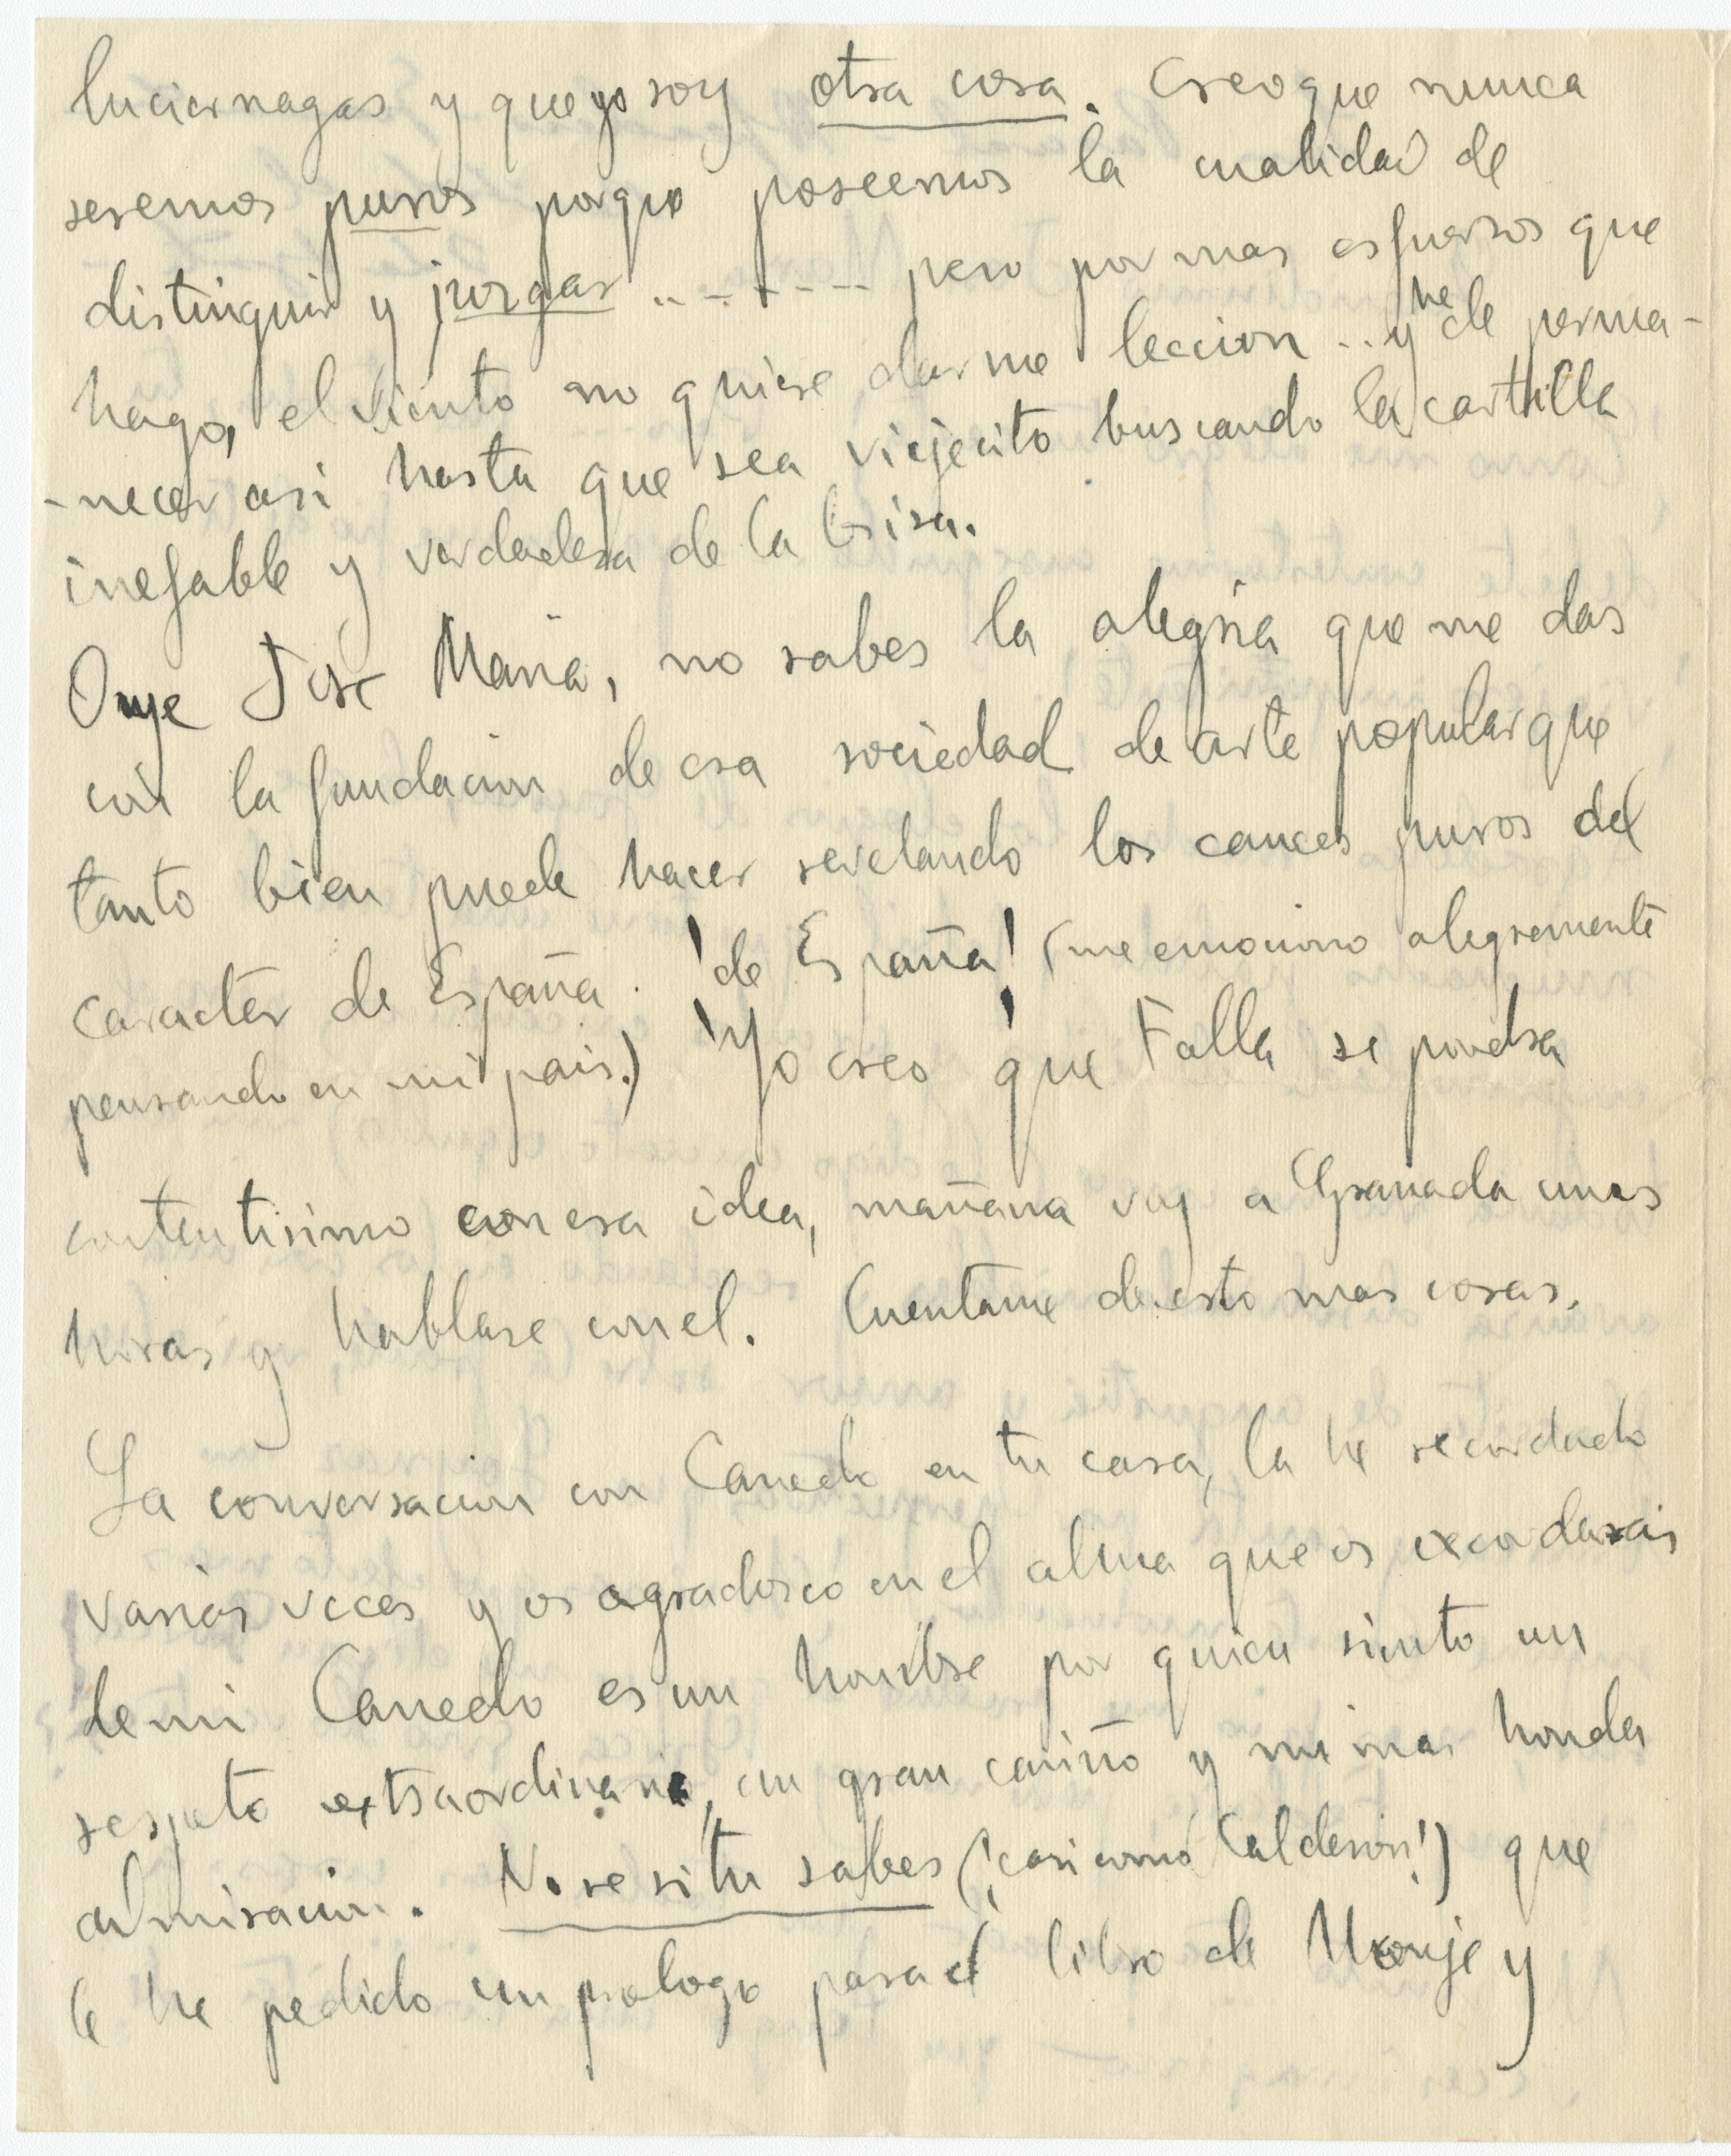 luciernagas y que yo soy otra cosa. Creo que nunca
seremos puros porque poseemos la cualidad de
distinguir y juzgar ....... pero por mas esfuerzos que
hago, el viento no quiere darme leccion .. y he de perma-
-necer asi hasta que sea viejecito buscando la cartilla
inefable y verdadera de la brisa.
Oye José Maria, no sabes la alegria que me das
con la fundacion de esa sociedad de arte popular que
tanto bien puede hacer revelando los cauces puros del
caracter de España. ¡de España! (me emociono alegremente
pensando en mi pais.) ¡Yo creo! que Falla se pondra
contentisimo con esa idea, mañana voy a Granada unas
horas y hablare con el. Cuentame de esto mas cosas.
La conversacion con Canedo en tu casa, la he recordado
varias veces y os agradezco en el alma que os recordarais
de mi Canedo es un hombre por quien siento un
respeto extraordinario, un gran cariño y mi mas honda
admiracion. No se si tu sabes (¡casi como Calderon!) que
le he pedido un prologo para el libro de Monje y